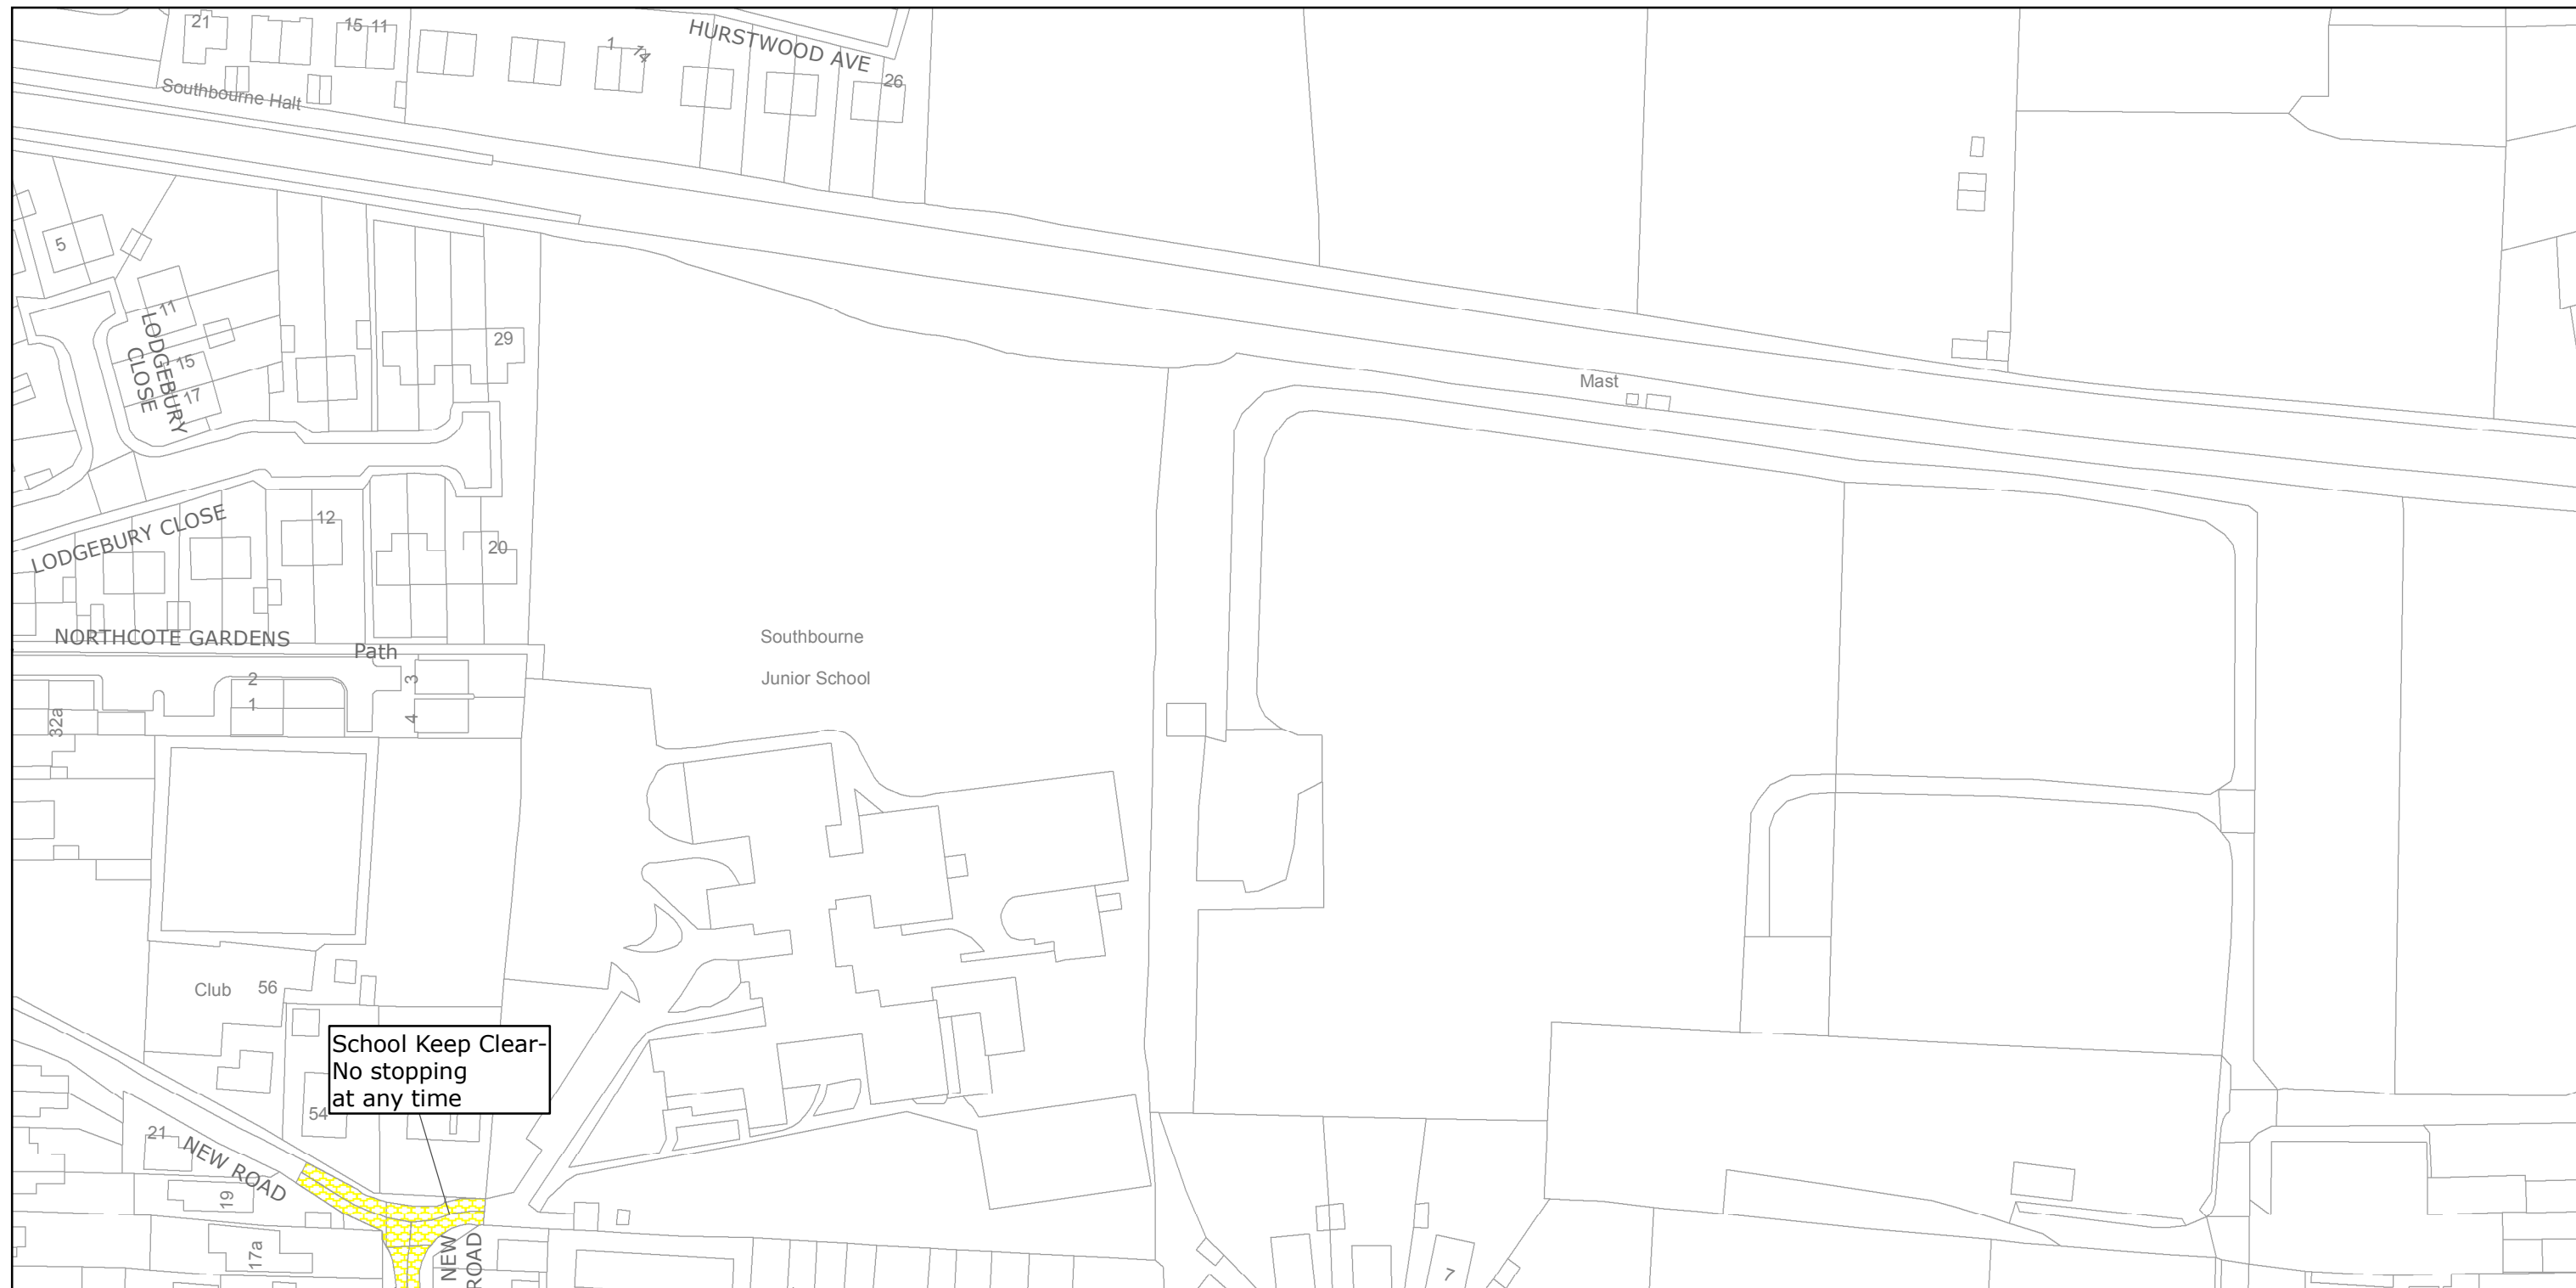 21
15 11
1
74
HURSTWOOD AVE
26
Southbourne Halt
5
11
LODGEBURY
CLOSE
15
17
29
Mast
LODGEBURY CLOSE
12
20
NORTHCOTE GARDENS
Path
Southbourne
Junior School
2
1
3
4
32a
Club
56
School Keep Clear-
No stopping
at any time
54
21
NEW ROAD
19
17a
NEW
ROAD
7